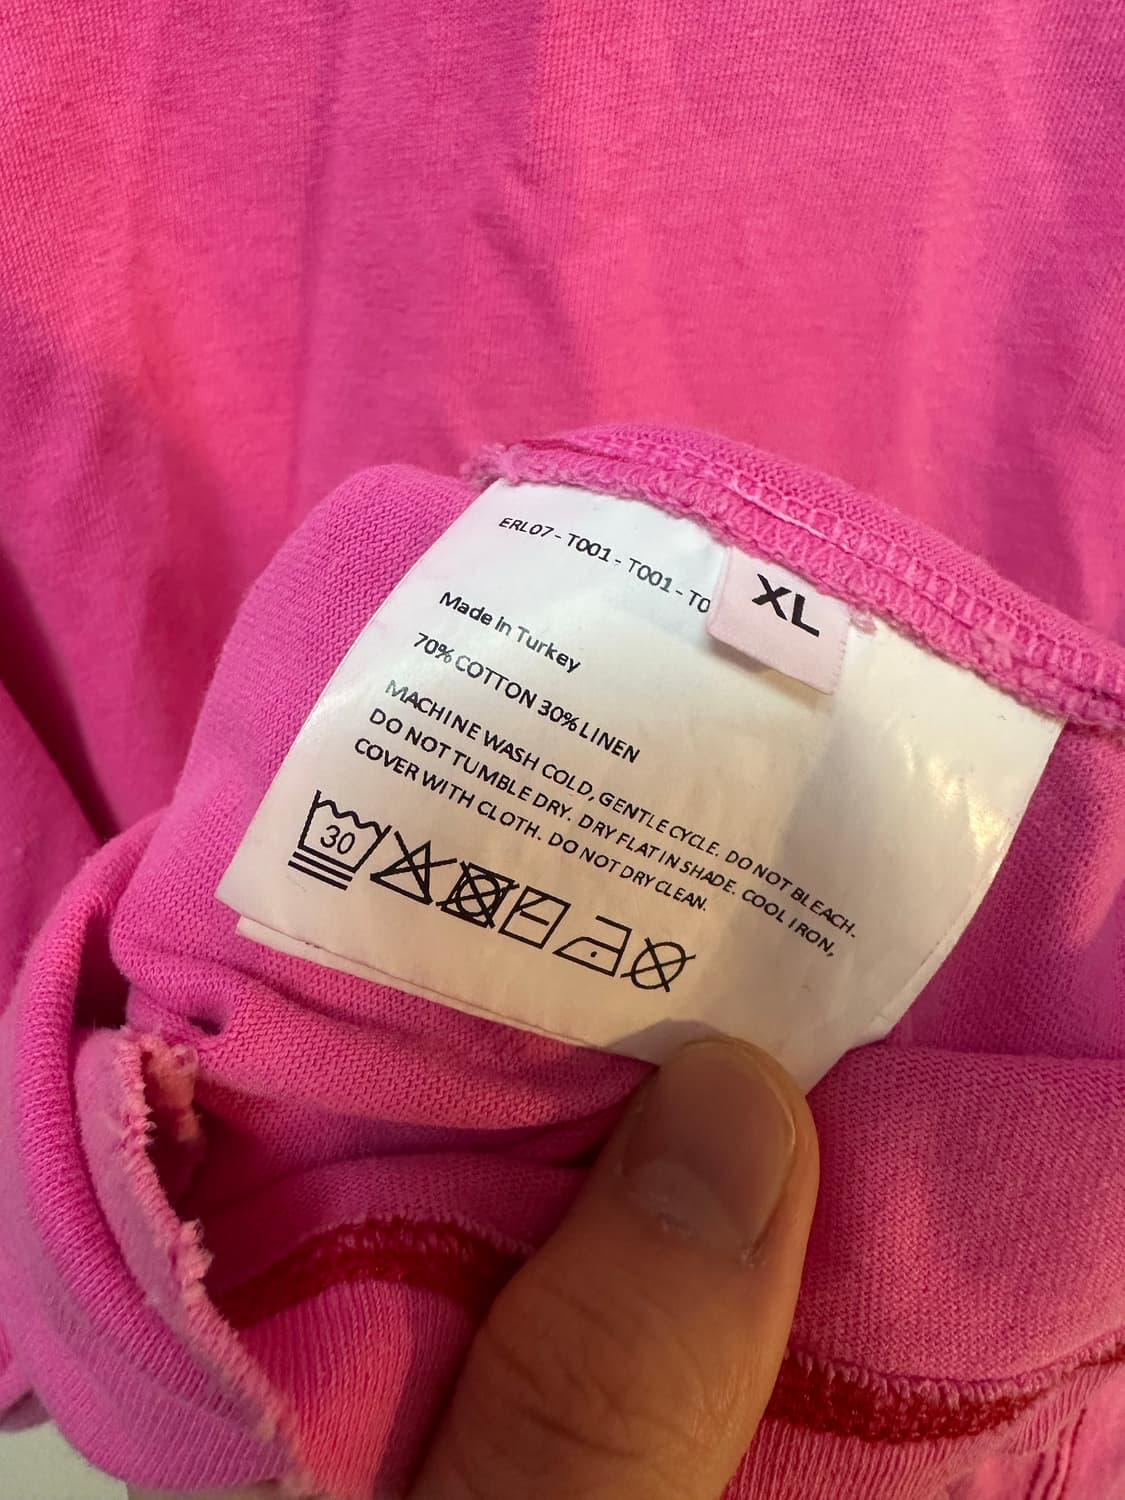 ERL07 - T001 - T001 - T0
XL
Made In Turkey
70% COTTON 30% LINEN
MACHINE WASH COLD, GENTLE CYCLE. DO NOT BLEACH.
DO NOT TUMBLE DRY. DRY FLAT IN SHADE. COOL IRON,
COVER WITH CLOTH. DO NOT DRY CLEAN.
30